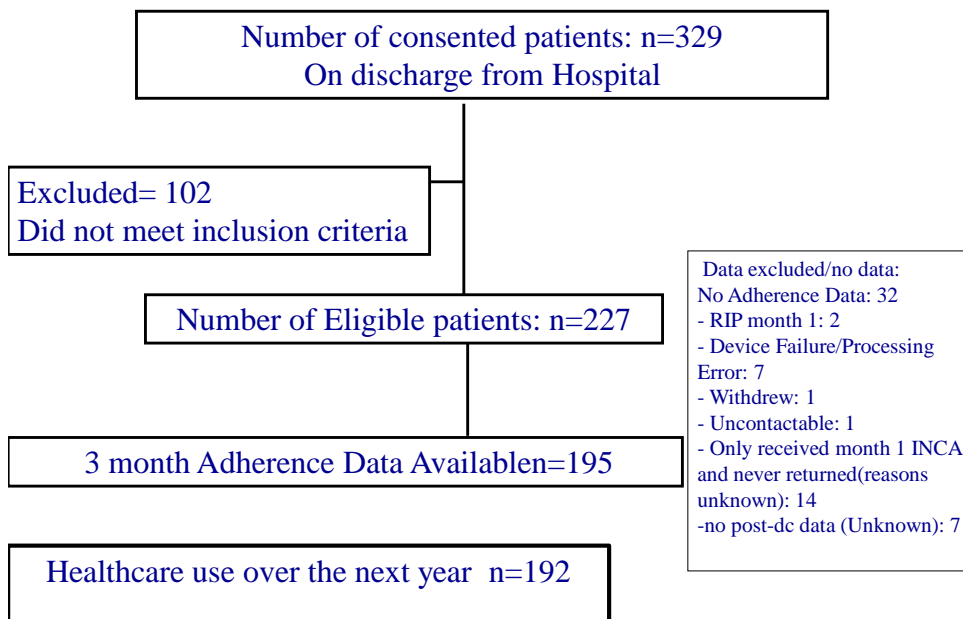 Number of consented patients: n=329
On discharge from Hospital
Excluded= 102
Did not meet inclusion criteria
Number of Eligible patients: n=227
Data excluded/no data:
No Adherence Data: 32
- RIP month 1: 2
- Device Failure/Processing
Error: 7
- Withdrew: 1
- Uncontactable: 1
- Only received month 1 INCA
and never returned(reasons
unknown): 14
-no post-dc data (Unknown): 7
3 month Adherence Data Availablen=195
Healthcare use over the next year n=192